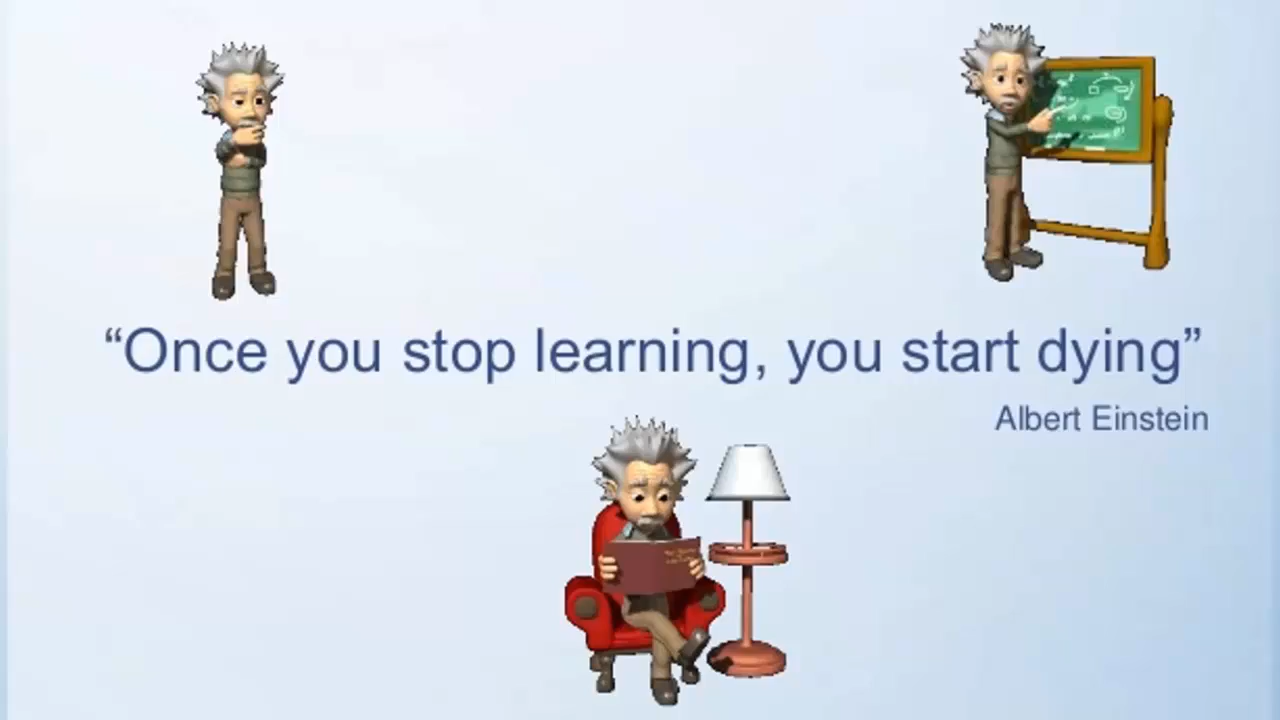 “Once you stop learning, you start dying”
Albert Einstein